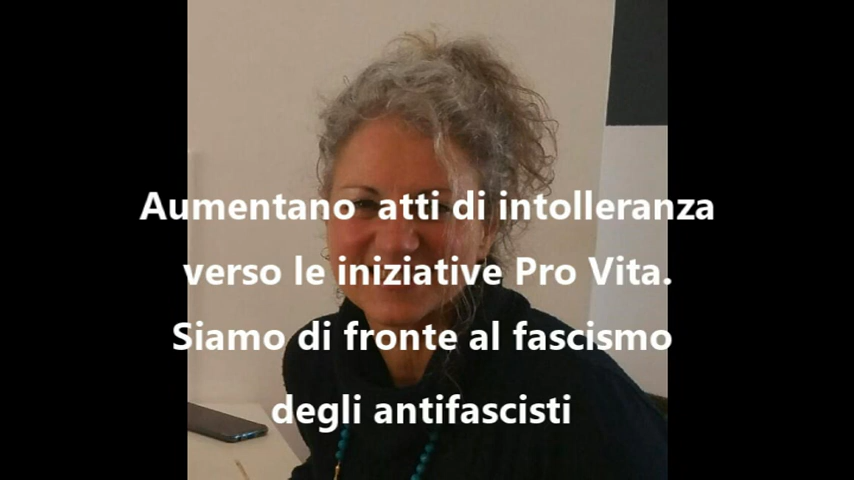 Aumentano atti di intolleranza
verso le iniziative Pro Vita.
Siamo di fronte al fascismo
degli antifascisti